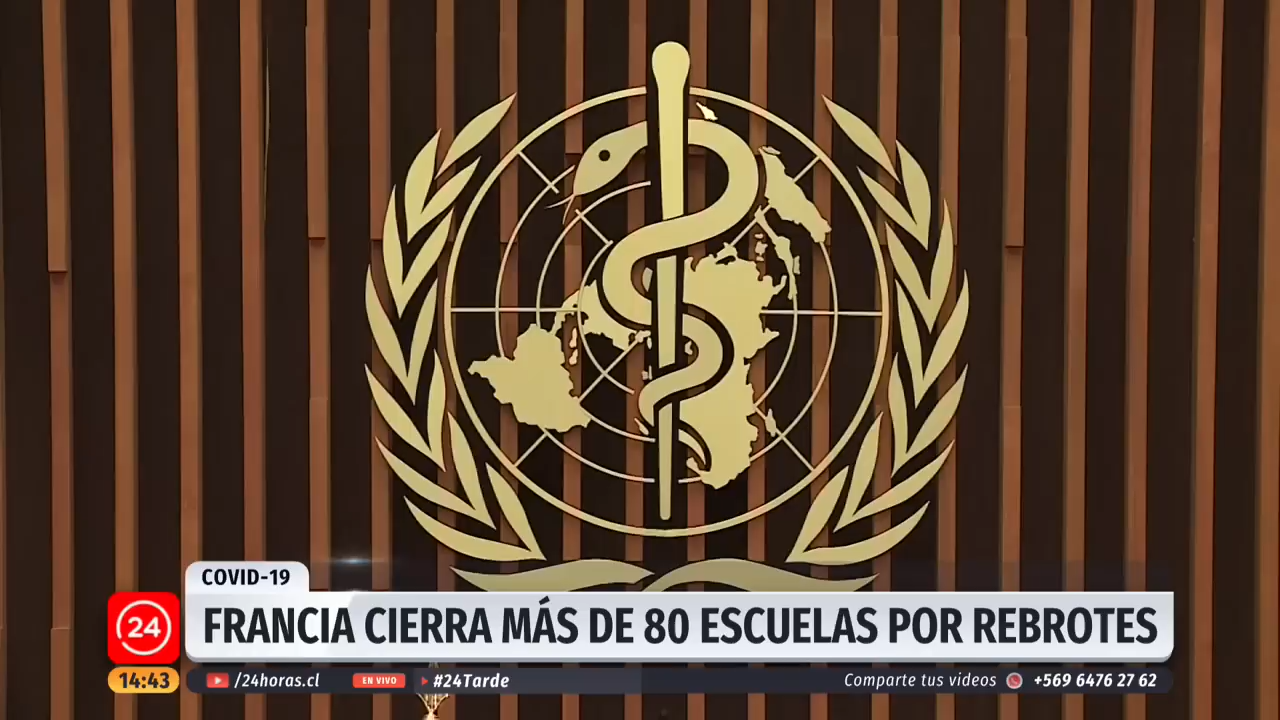 COVID-19
24
FRANCIA CIERRA MÁS DE 80 ESCUELAS POR REBROTES
14:43
/24horas.cl
EN VIVO
#24Tarde
Comparte tus videos
+569 6476 27 62